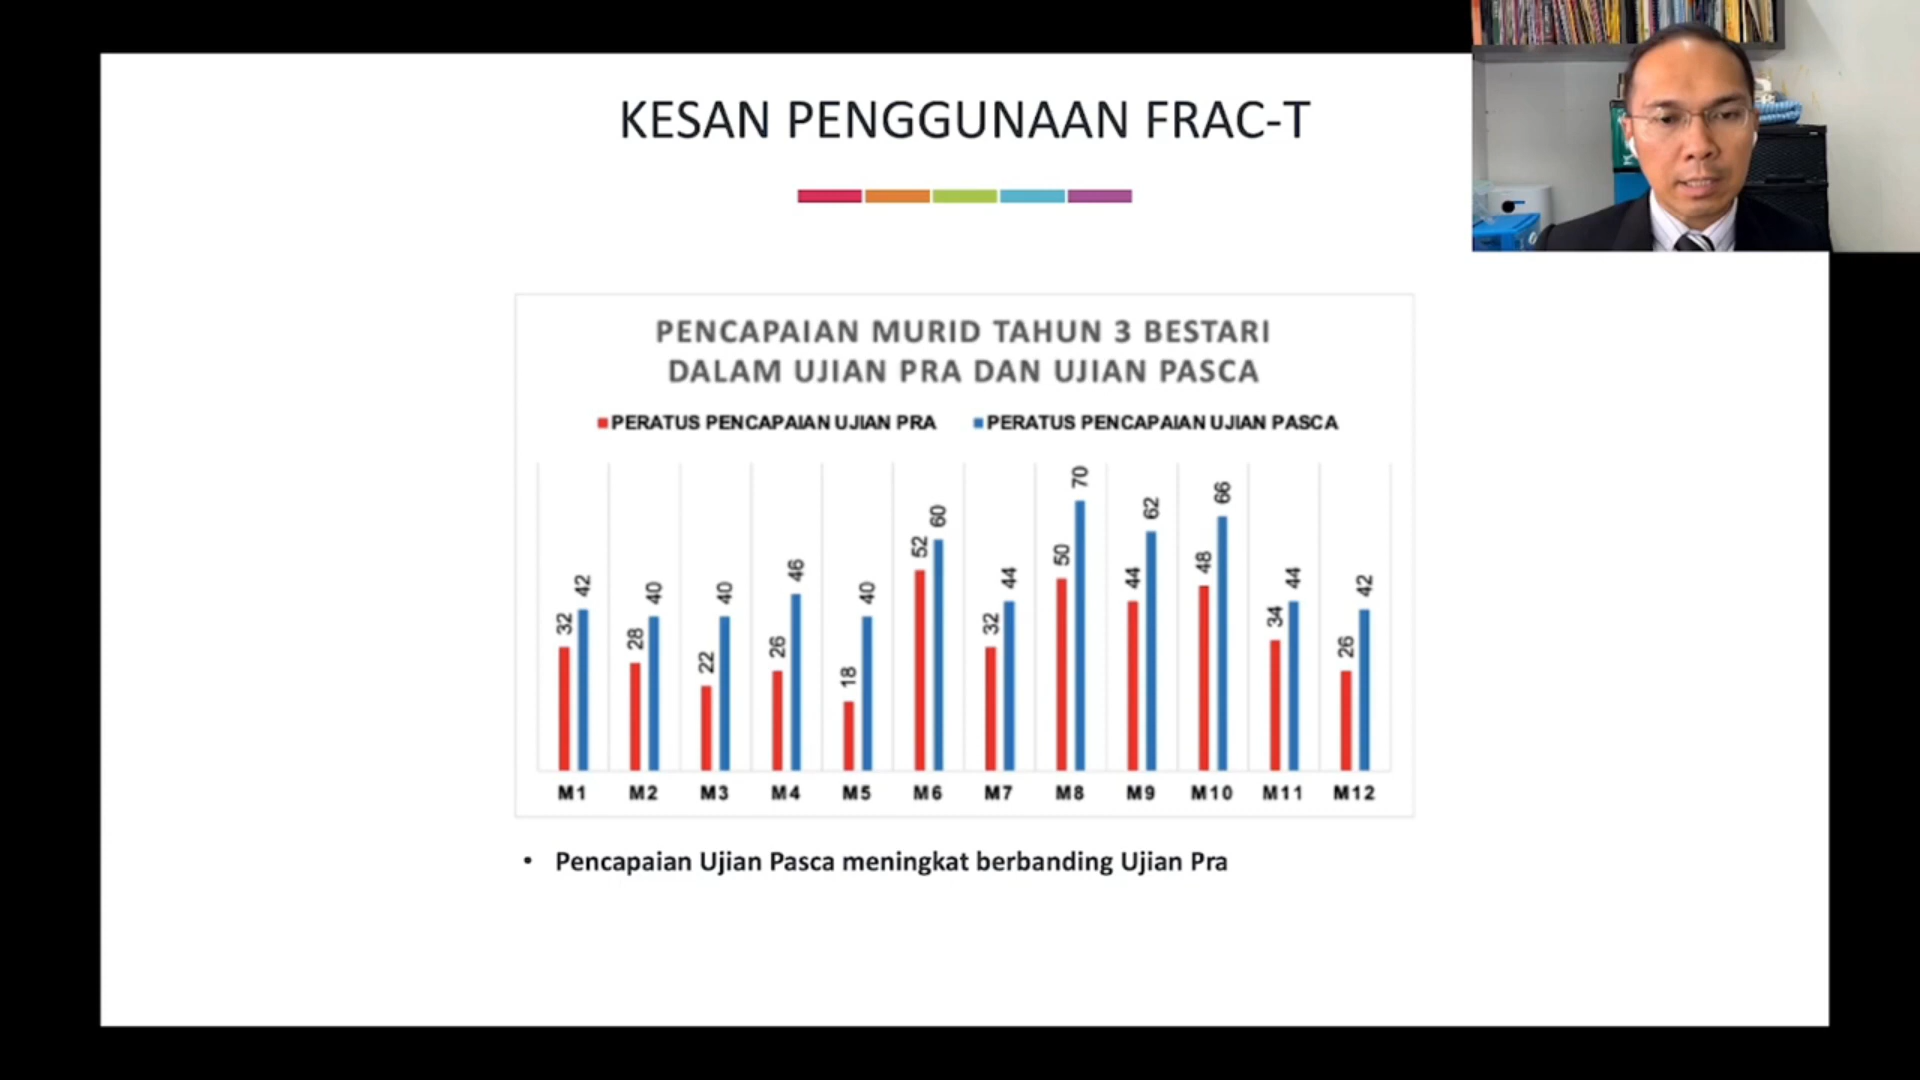 KESAN PENGGUNAAN FRAC-T
PENCAPAIAN MURID TAHUN 3 BESTARI
DALAM UJIAN PRA DAN UJIAN PASCA
PERATUS PENCAPAIAN UJIAN PRA PERATUS PENCAPAIAN UJIAN PASCA
32 42 28 40 22 40 26 46 18 40 52 60 32 44 50 70 44 62 48 66 34 44 26 42
M1 M2 M3 M4 M5 M6 M7 M8 M9 M10 M11 M12
• Pencapaian Ujian Pasca meningkat berbanding Ujian Pra